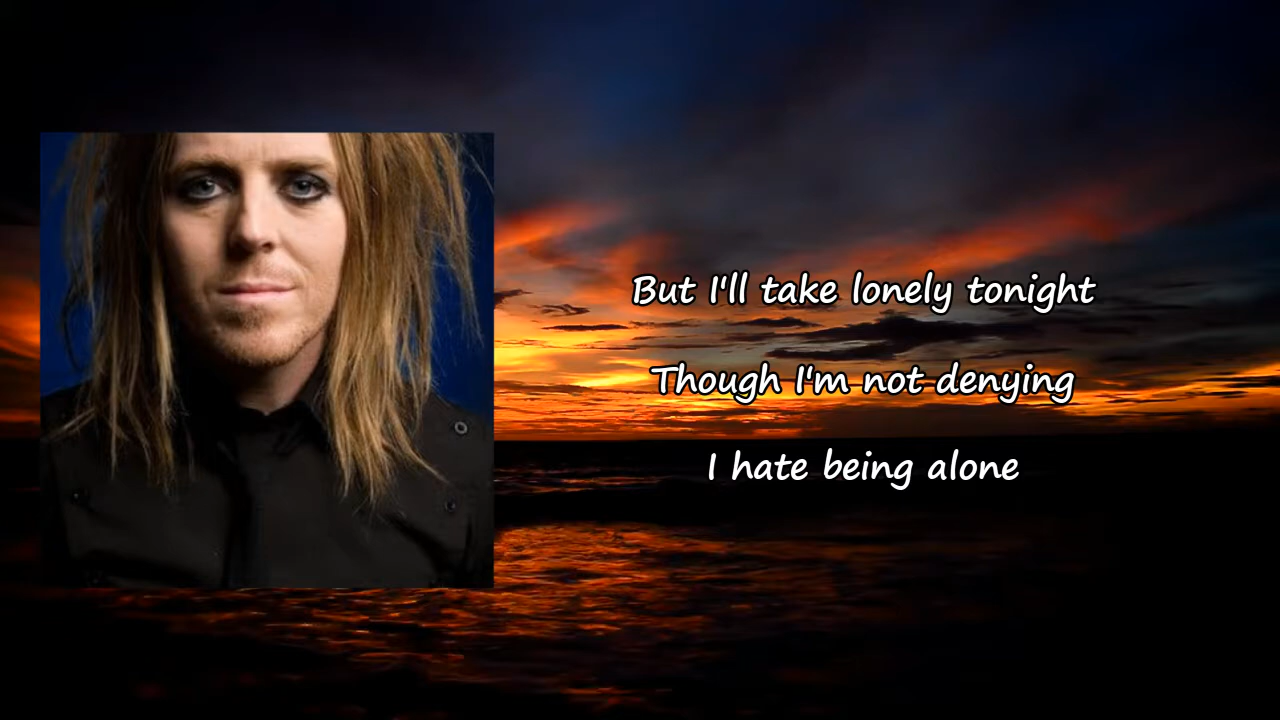 But I'll take lonely tonight
Though I'm not denying
I hate being alone